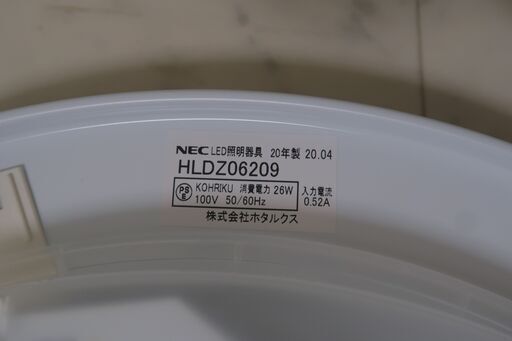 NEC LED照明器具 20年製 20.04
HLDZ06209
PSE KOHRIKU 消費電力 26W 入力電流
100V 50/60Hz 0.52A
株式会社ホタルクス